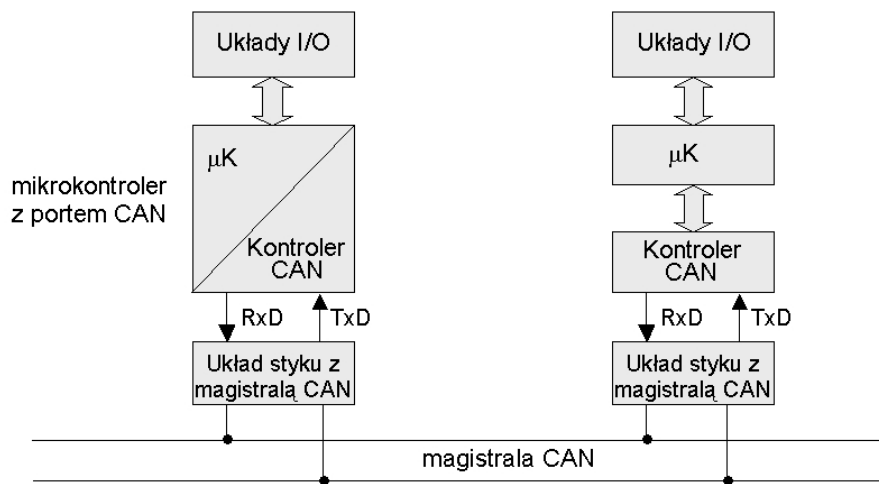 Układy I/O
Układy I/O
μK
μK
mikrokontroler
z portem CAN
Kontroler
CAN
Kontroler
CAN
RxD
TxD
RxD
TxD
Układ styku z
magistralą CAN
Układ styku z
magistralą CAN
magistrala CAN